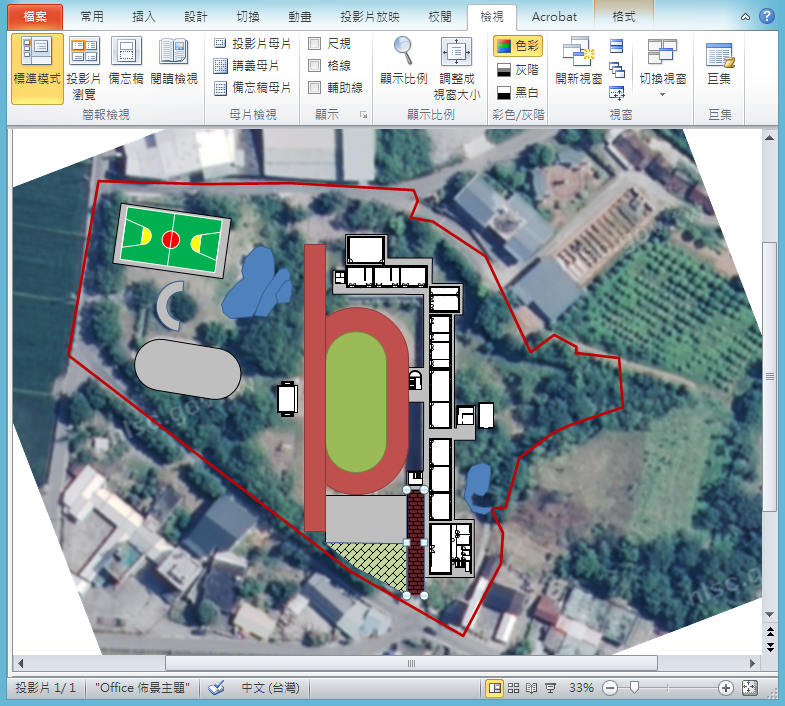 檔案 常用 插入 設計 切換 動畫 投影片放映 校閱 檢視 Acrobat 格式
標準模式 投影片瀏覽 備忘稿 閱讀檢視
簡報檢視
投影片母片
講義母片
備忘稿母片
母片檢視
尺規
格線
輔助線
顯示
顯示比例 調整成視窗大小
顯示比例
色彩
灰階
黑白
彩色/灰階
開新視窗 切換視窗
視窗
巨集
巨集
nlsc.go
nlsc.g
投影片 1/1 "Office 佈景主題" 中文 (台灣) 33%